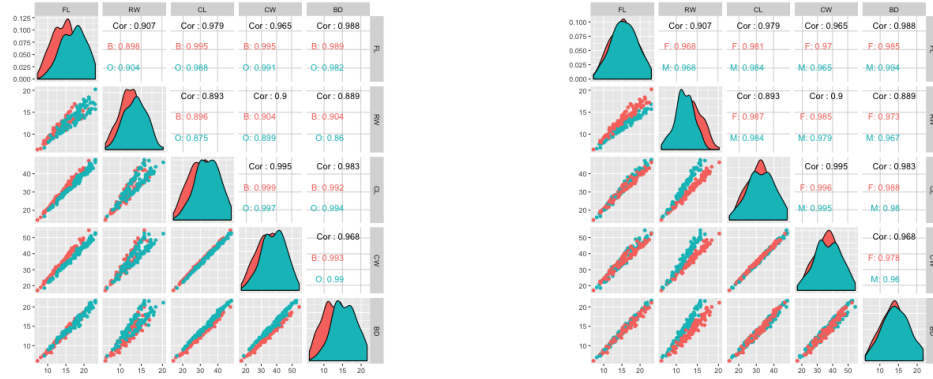 FL RW CL CW BD
0.125
0.100
0.075
0.050
0.025
0.000
Cor : 0.907 Cor : 0.979 Cor : 0.965 Cor : 0.988
B: 0.898 B: 0.995 B: 0.995 B: 0.989
O: 0.904 O: 0.988 O: 0.991 O: 0.982
FL
20
15
10
Cor : 0.893 Cor : 0.9 Cor : 0.889
B: 0.896 B: 0.904 B: 0.904
O: 0.875 O: 0.899 O: 0.86
RW
40
30
20
Cor : 0.995 Cor : 0.983
B: 0.999 B: 0.992
O: 0.997 O: 0.994
CL
50
40
30
20
Cor : 0.968
B: 0.993
O: 0.99
CW
20
15
10
BD
10 15 20 10 15 20 20 30 40 20 30 40 50 10 15 20
FL RW CL CW BD
0.100
0.075
0.050
0.025
0.000
Cor : 0.907 Cor : 0.979 Cor : 0.965 Cor : 0.988
F: 0.968 F: 0.981 F: 0.97 F: 0.985
M: 0.968 M: 0.984 M: 0.965 M: 0.994
20
15
10
Cor : 0.893 Cor : 0.9 Cor : 0.889
F: 0.987 F: 0.985 F: 0.973
M: 0.984 M: 0.979 M: 0.967
40
30
20
Cor : 0.995 Cor : 0.983
F: 0.996 F: 0.988
M: 0.995 M: 0.98
50
40
30
20
Cor : 0.968
F: 0.978
M: 0.96
20
15
10
10 15 20 10 15 20 20 30 40 20 30 40 50 10 15 20